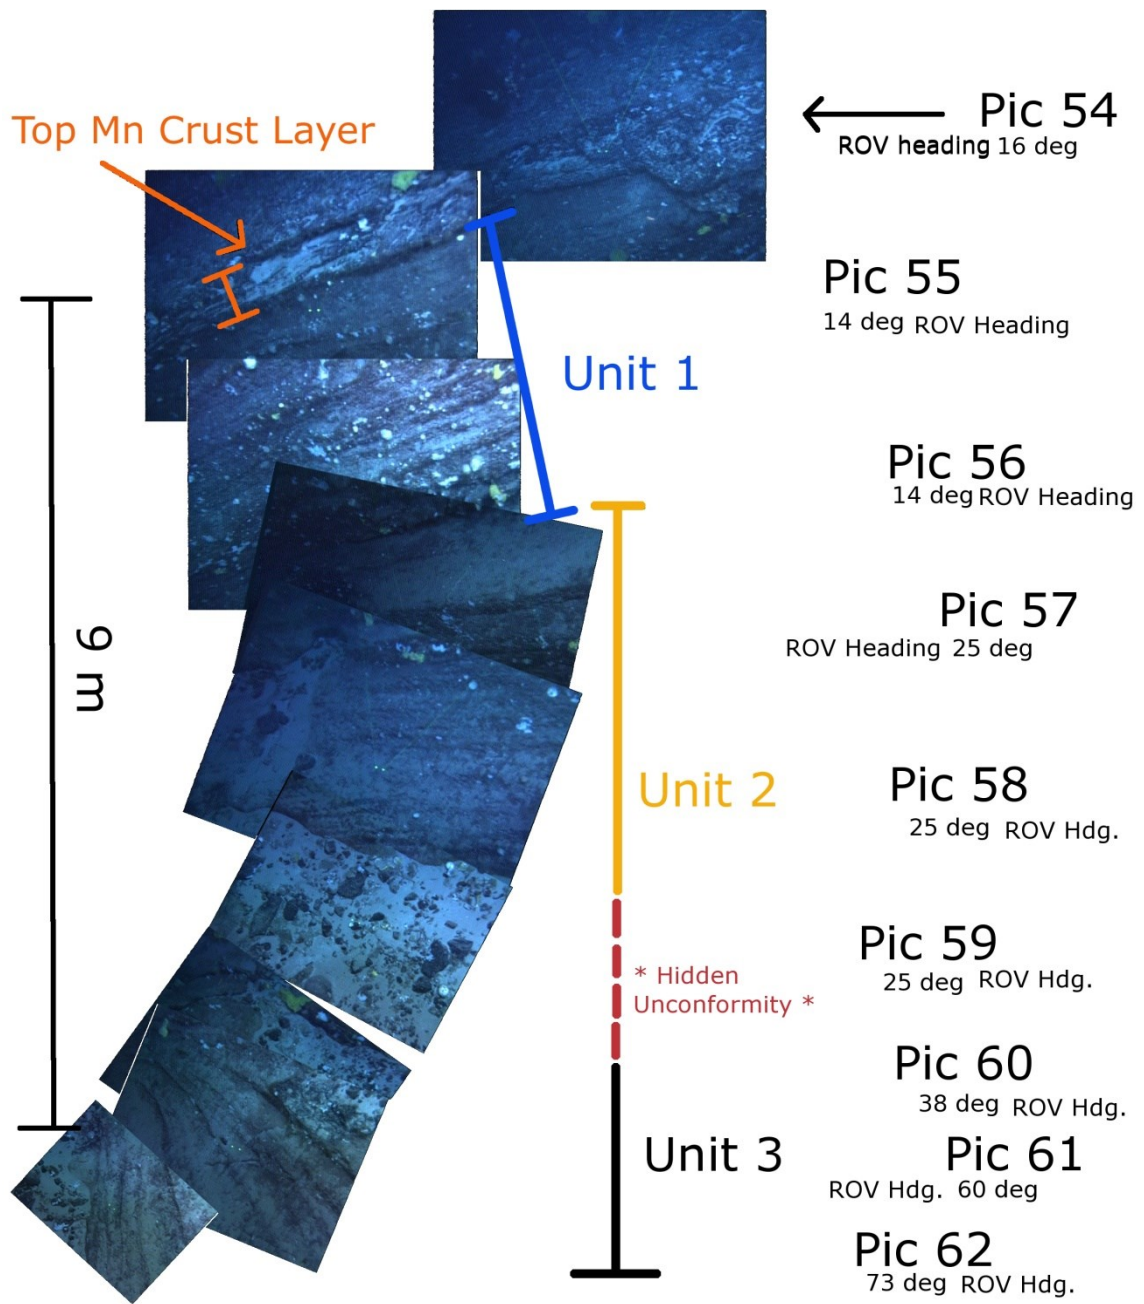 Pic 54
ROV heading 16 deg
Top Mn Crust Layer
Pic 55
14 deg ROV Heading
Unit 1
Pic 56
14 deg ROV Heading
Pic 57
ROV Heading 25 deg
9 m
Unit 2
Pic 58
25 deg ROV Hdg.
Pic 59
25 deg ROV Hdg.
* Hidden
Unconformity *
Pic 60
38 deg ROV Hdg.
Unit 3
Pic 61
ROV Hdg. 60 deg
Pic 62
73 deg ROV Hdg.